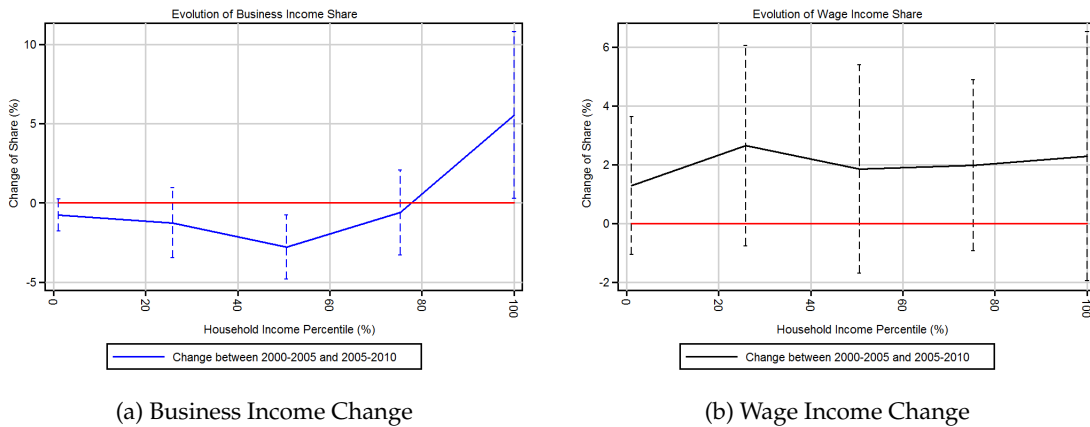 Evolution of Business Income Share
Change of Share (%)
10
5
0
-5
0
20
40
60
80
100
Household Income Percentile (%)
Change between 2000-2005 and 2005-2010
(a) Business Income Change
Evolution of Wage Income Share
Change of Share (%)
6
4
2
0
-2
0
20
40
60
80
100
Household Income Percentile (%)
Change between 2000-2005 and 2005-2010
(b) Wage Income Change